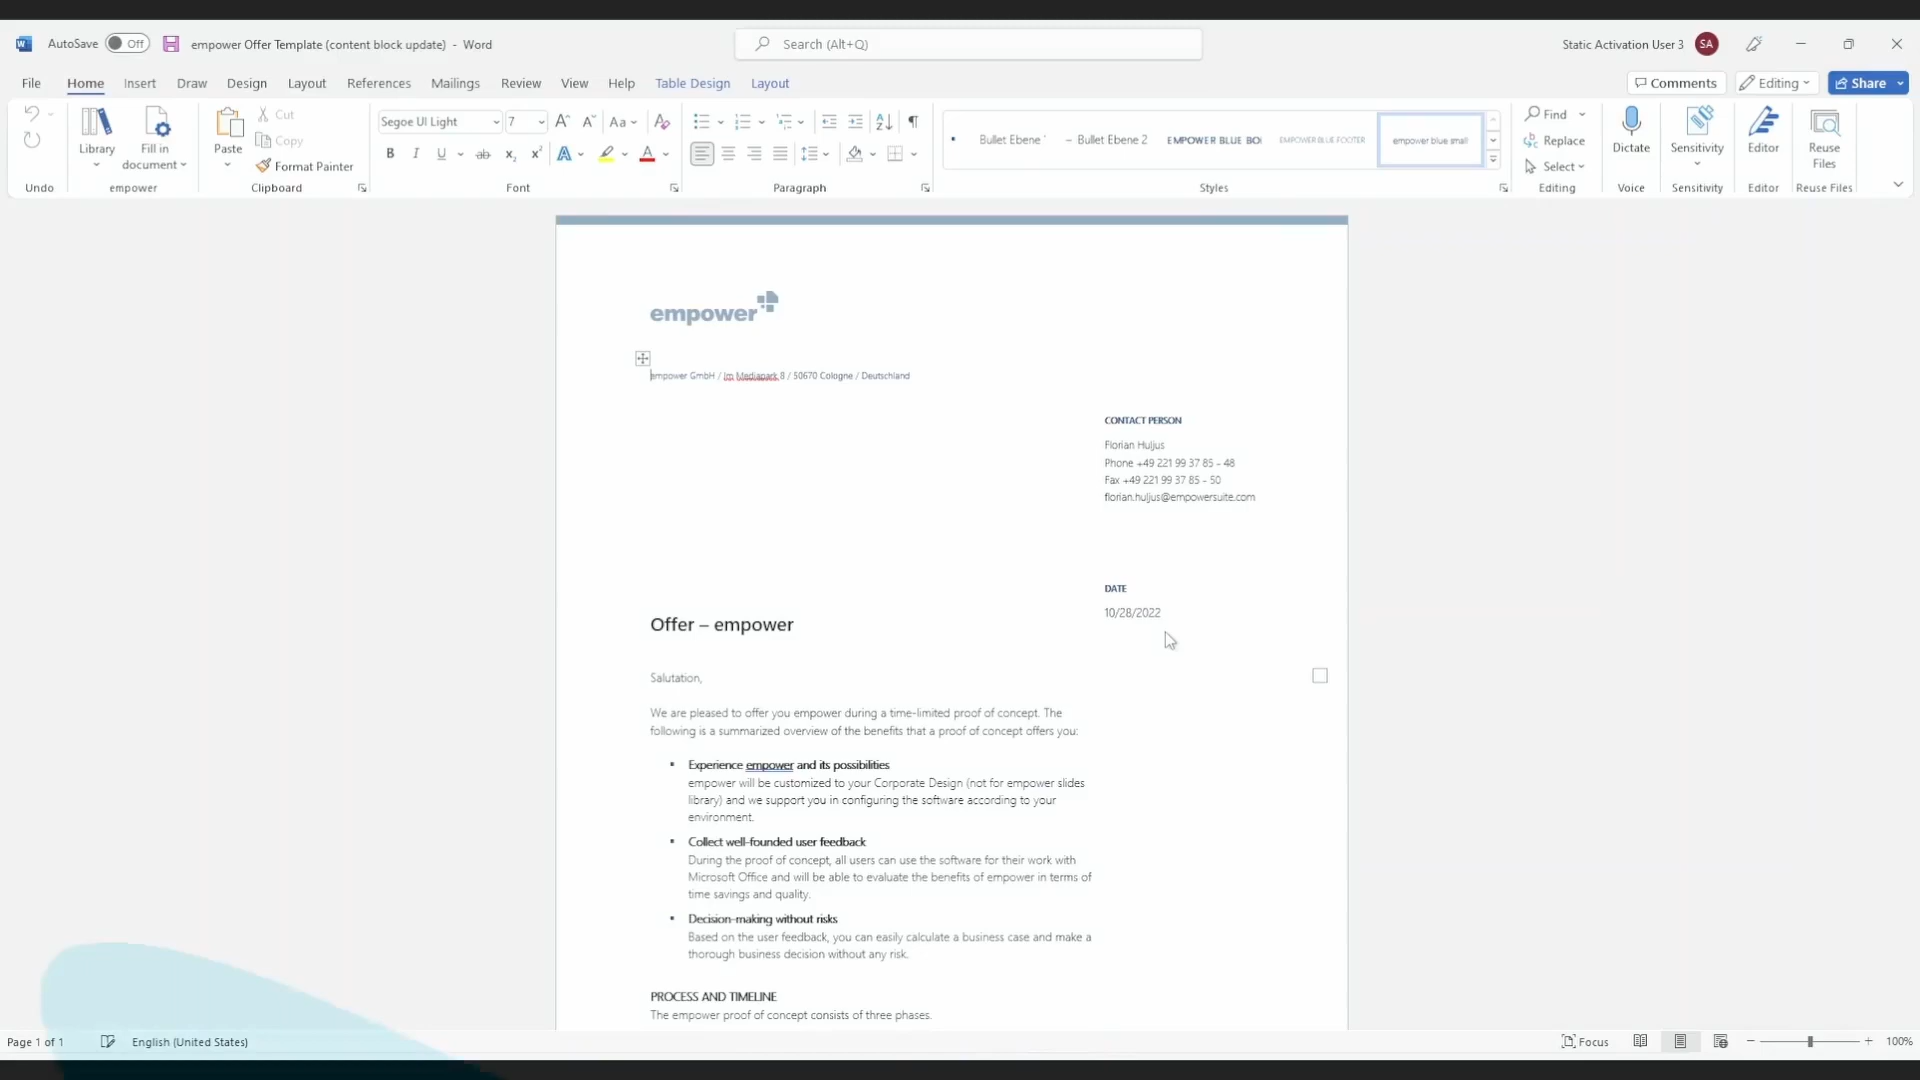 AutoSave Off empower Offer Template (content block update) - Word Search (Alt+Q) Static Activation User 3 SA
File Home Insert Draw Design Layout References Mailings Review View Help Table Design Layout Comments Editing Share
Library Fill in document empower
Undo
Paste Cut
Copy
Format Painter
Clipboard
Segoe UI Light 7
Font
Paragraph
Bullet Ebene – Bullet Ebene 2 EMPOWER BLUE BO EMPOWER BLUE FOOTER empower blue small
Styles
Find
Replace
Select
Editing
Dictate
Voice
Sensitivity
Sensitivity
Editor
Editor
Reuse Files
Reuse Files
empower
empower GmbH / Im Mediapark 8 / 50670 Cologne / Deutschland
CONTACT PERSON
Florian Huljus
Phone +49 221 99 37 85 - 48
Fax +49 221 99 37 85 - 50
florian.huljus@empowersuite.com
DATE
10/28/2022
Offer – empower
Salutation,
We are pleased to offer you empower during a time-limited proof of concept. The
following is a summarized overview of the benefits that a proof of concept offers you:
▪ Experience empower and its possibilities
empower will be customized to your Corporate Design (not for empower slides
library) and we support you in configuring the software according to your
environment.
▪ Collect well-founded user feedback
During the proof of concept, all users can use the software for their work with
Microsoft Office and will be able to evaluate the benefits of empower in terms of
time savings and quality.
▪ Decision-making without risks
Based on the user feedback, you can easily calculate a business case and make a
thorough business decision without any risk.
PROCESS AND TIMELINE
The empower proof of concept consists of three phases.
Page 1 of 1 English (United States) Focus 100%